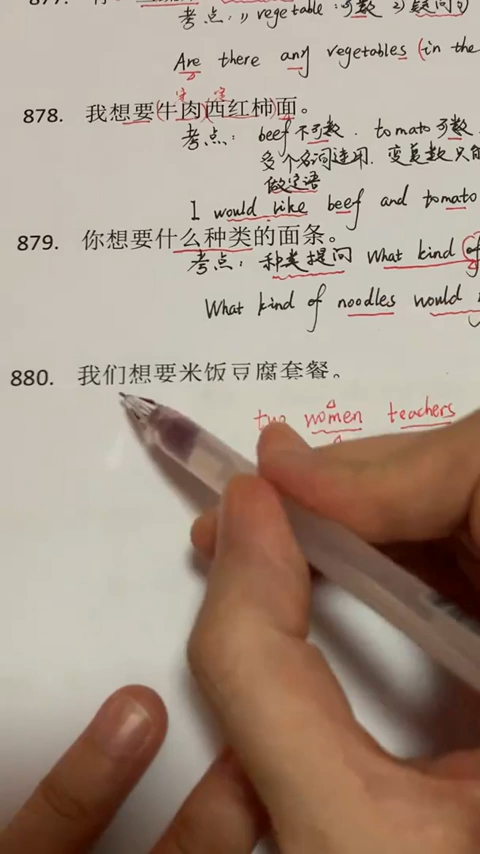 考点: 1) vegetable: 可数 2) 疑问句
Are there any vegetables (in the
宾 定
878. 我想要(牛肉)(西红柿)面。
考点: beef 不可数. tomato 可数.
多个名词连用. 变复数只能
做定语
I would like beef and tomato
879. 你想要什么种类的面条。
考点: 种类提问 What kind of
What kind of noodles would
880. 我们想要米饭豆腐套餐。
two women teachers